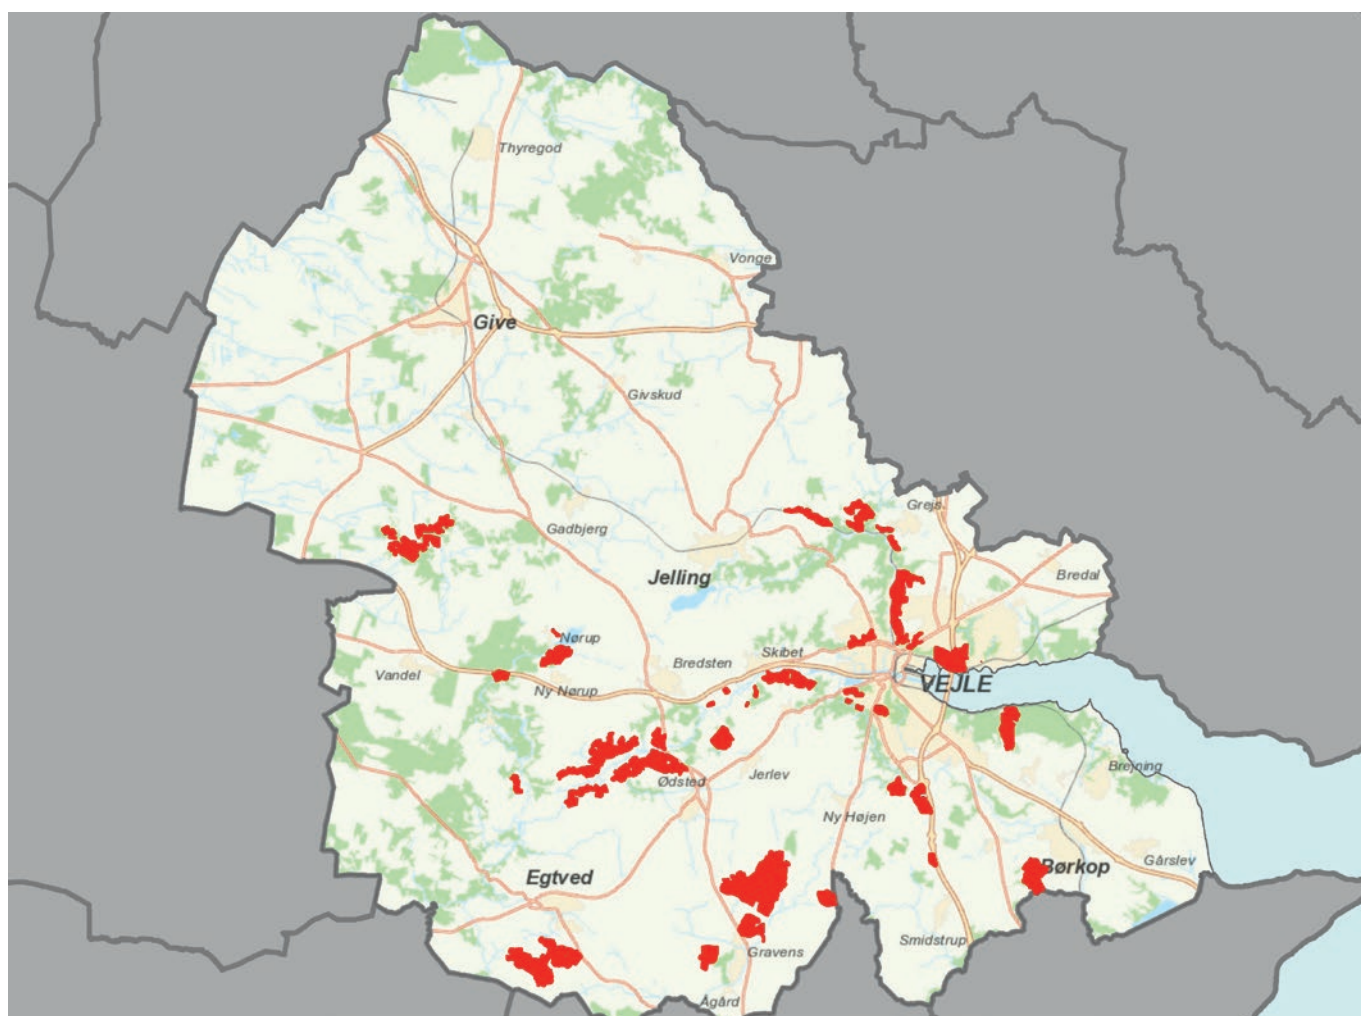 Thyregod
Vonge
Give
Givskud
Grejs
Gadbjerg
Jelling
Bredal
Nørup
Skibet
Bredsten
Vandel
Ny Nørup
VEJLE
Brejning
Jerlev
Ødsted
Ny Højen
Gårslev
Børkop
Egtved
Smidstrup
Gravens
Ågård